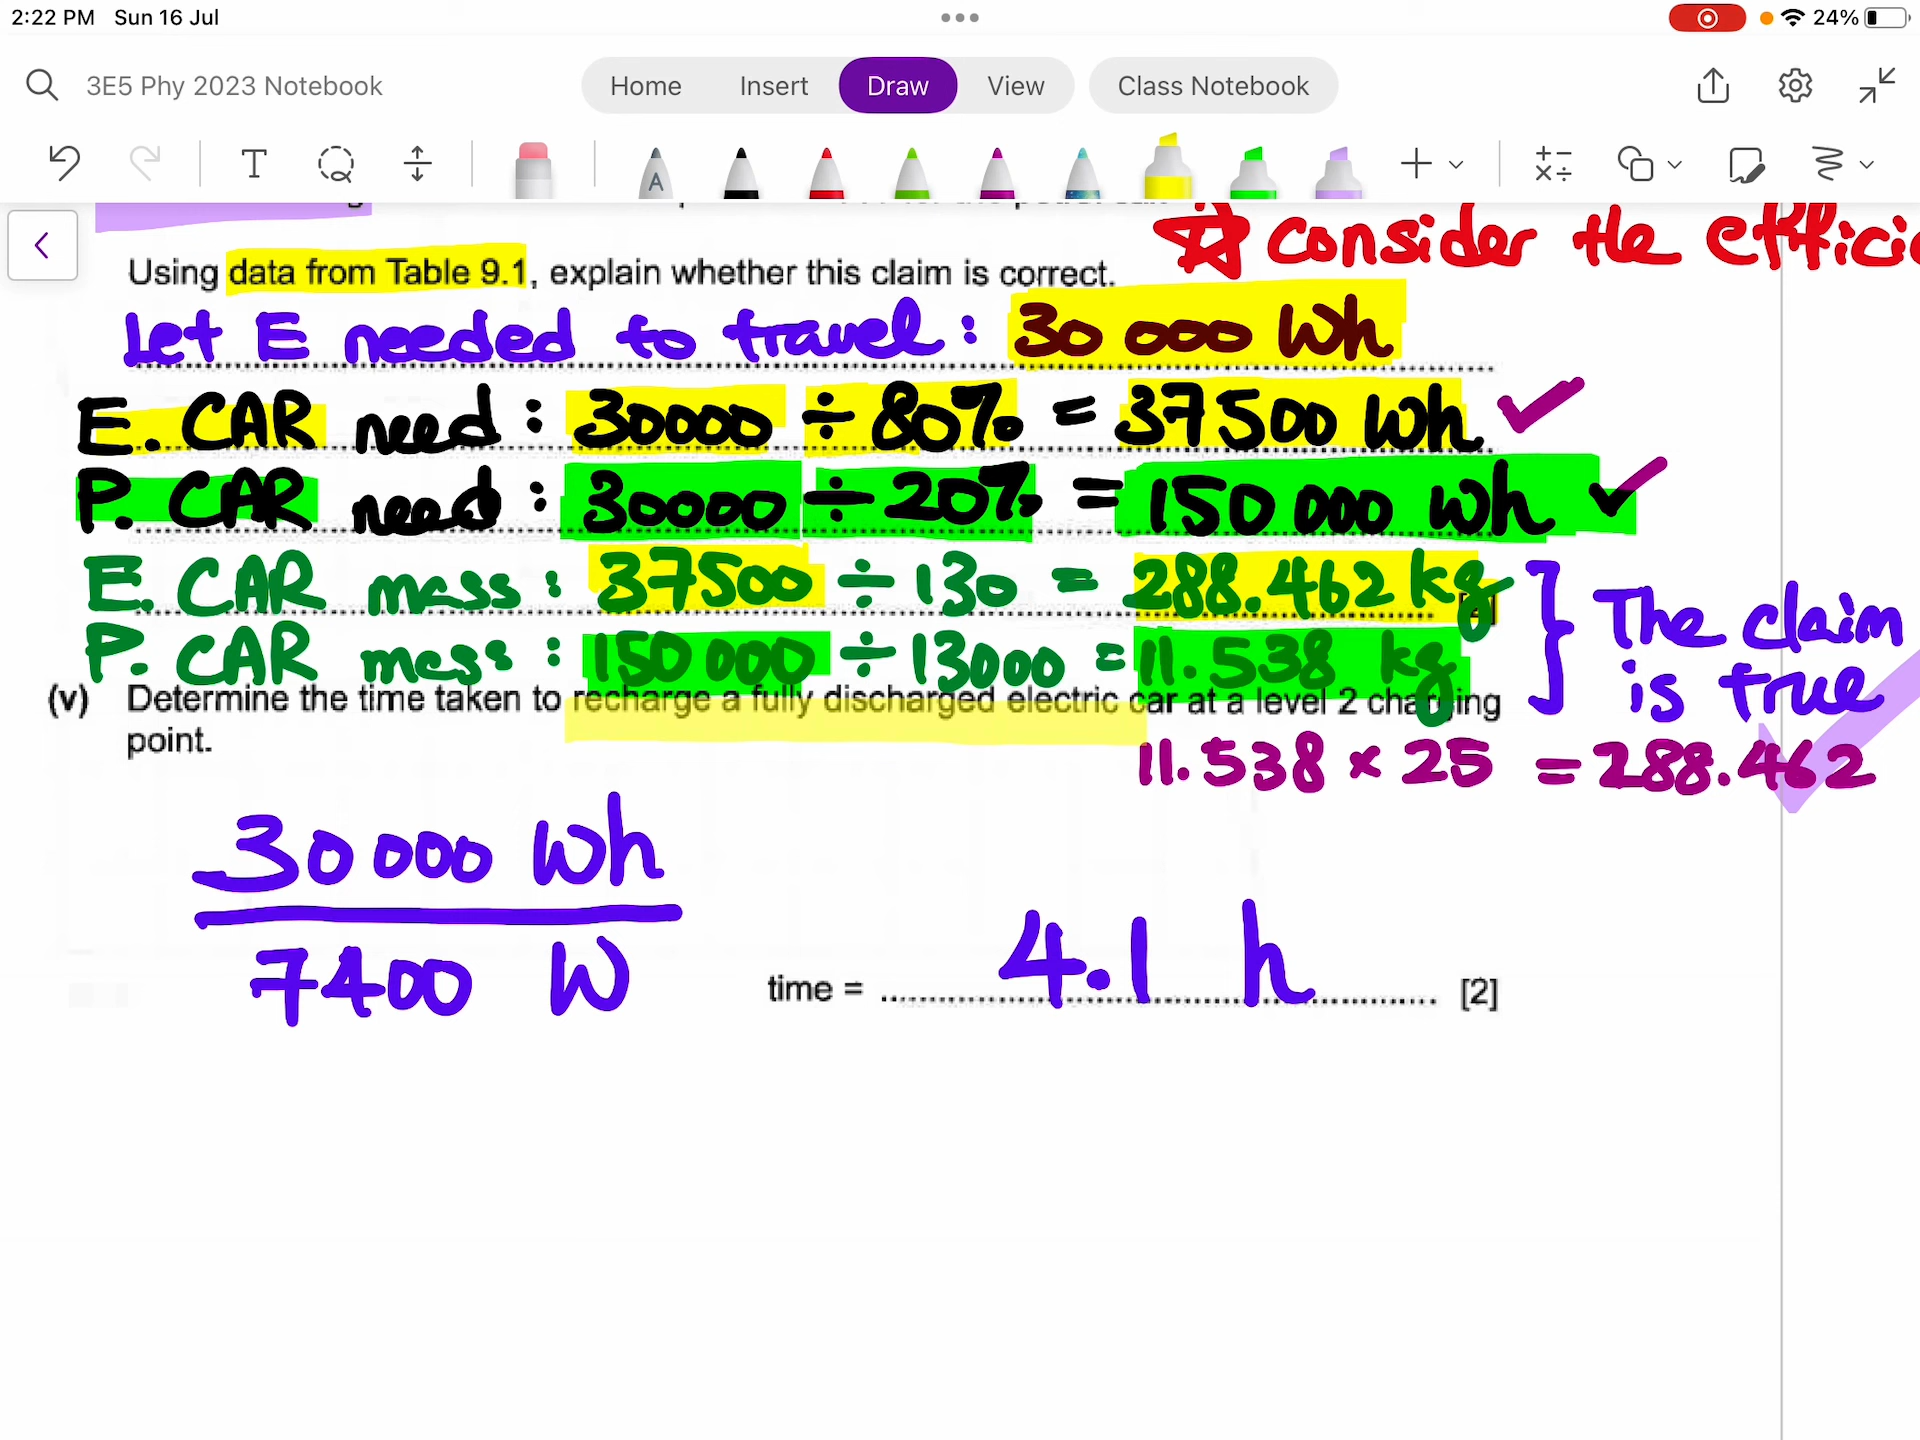 2:22 PM Sun 16 Jul
24%
3E5 Phy 2023 Notebook
Home Insert Draw View Class Notebook
T
A
☆ consider the
Using data from Table 9.1, explain whether this claim is correct.
Let E needed to travel: 30 000 Wh
E. CAR need: 30000 ÷ 80% = 37500 Wh ✓
P. CAR need: 30000 ÷ 20% = 150 000 Wh ✓
E. CAR mass: 37500 ÷ 130 = 288.462 kg
P. CAR mass: 150 000 ÷ 13000 = 11.538 kg
} The claim
is true
(v) Determine the time taken to recharge a fully discharged electric car at a level 2 charging
point.
11.538 × 25 = 288.462
30 000 Wh
7400 W
time = 4.1 h [2]